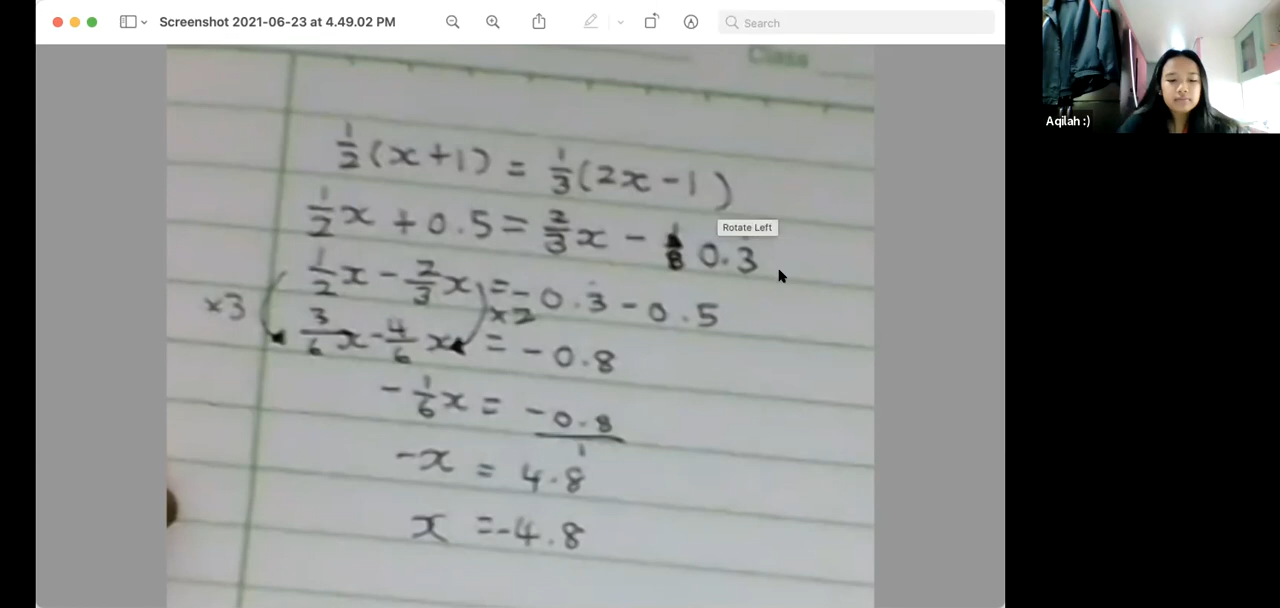 Screenshot 2021-06-23 at 4.49.02 PM
Search
Aqilah :)
Class
1/2 (x+1) = 1/3 (2x-1)
1/2 x + 0.5 = 2/3 x - 0.3̇
Rotate Left
1/2 x - 2/3 x = -0.3̇ - 0.5
×3
×2
3/6 x - 4/6 x = -0.8
-1/6 x = -0.8/1
-x = 4.8
x = -4.8